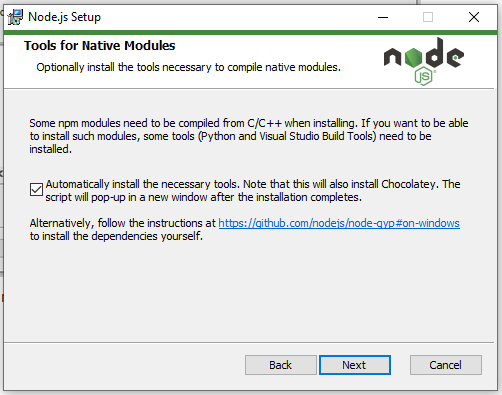 Node.js Setup
Tools for Native Modules
Optionally install the tools necessary to compile native modules.
node
JS
Some npm modules need to be compiled from C/C++ when installing. If you want to be able
to install such modules, some tools (Python and Visual Studio Build Tools) need to be
installed.
Automatically install the necessary tools. Note that this will also install Chocolatey. The
script will pop-up in a new window after the installation completes.
Alternatively, follow the instructions at https://github.com/nodejs/node-gyp#on-windows
to install the dependencies yourself.
Back
Next
Cancel